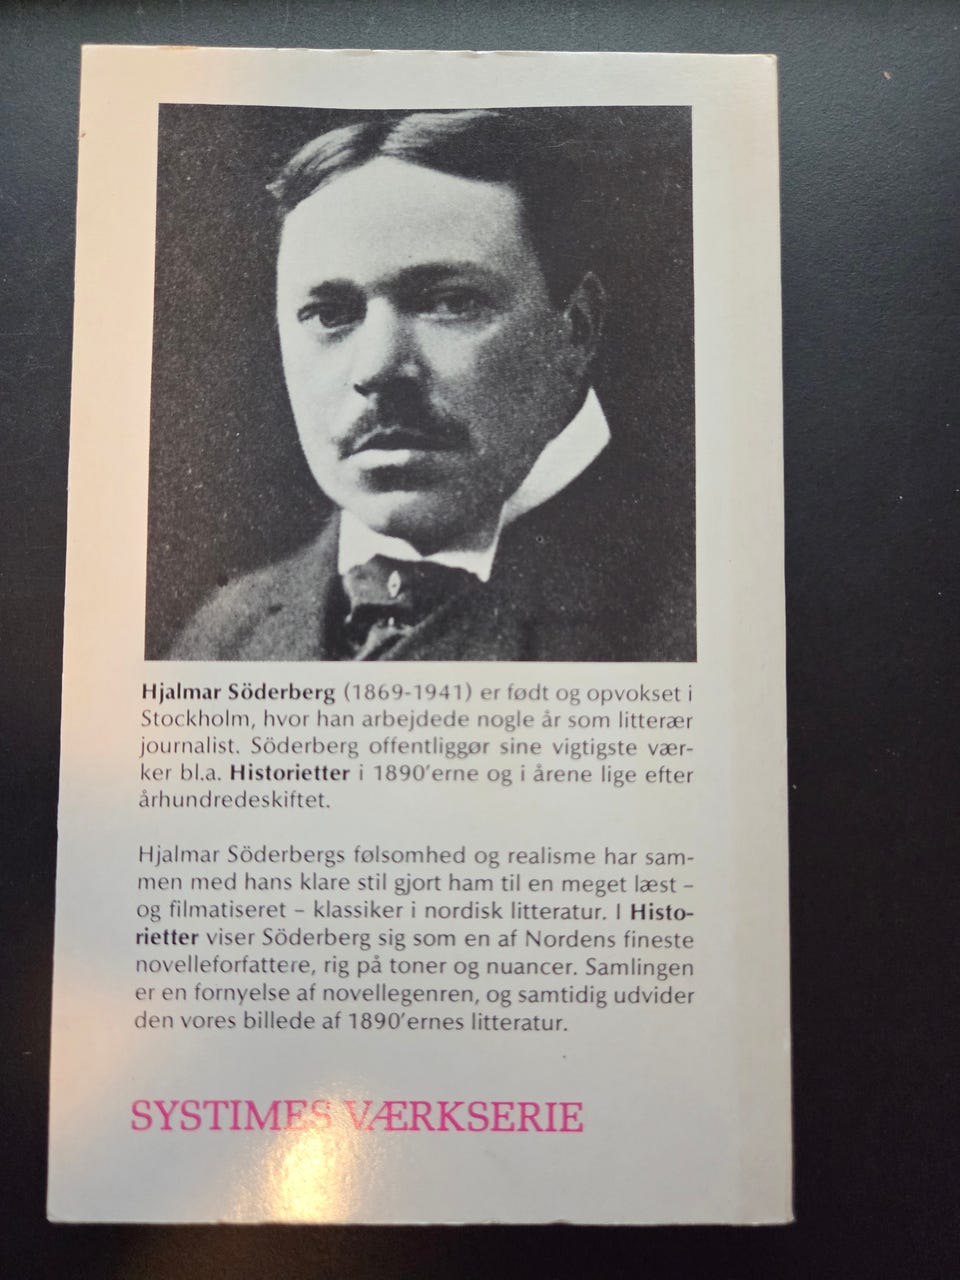 Hjalmar Söderberg (1869-1941) er født og opvokset i
Stockholm, hvor han arbejdede nogle år som litterær
journalist. Söderberg offentliggør sine vigtigste vær-
ker bl.a. Historietter i 1890'erne og i årene lige efter
århundredeskiftet.
Hjalmar Söderbergs følsomhed og realisme har sam-
men med hans klare stil gjort ham til en meget læst –
og filmatiseret – klassiker i nordisk litteratur. I Histo-
rietter viser Söderberg sig som en af Nordens fineste
novelleforfattere, rig på toner og nuancer. Samlingen
er en fornyelse af novellegenren, og samtidig udvider
den vores billede af 1890'ernes litteratur.
SYSTIMES VÆRKSERIE